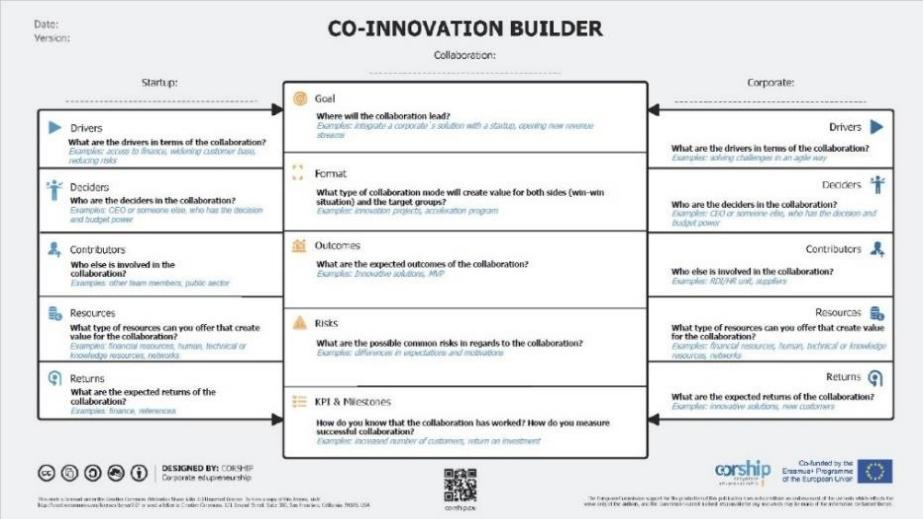 Date:
Version:
CO-INNOVATION BUILDER
Collaboration:
Startup:
Drivers
What are the drivers in terms of the collaboration?
Examples: access to finance, widening customer base,
reducing risks
Deciders
Who are the deciders in the collaboration?
Examples: CEO or someone else, who has the decision
and budget power
Contributors
Who else is involved in the
collaboration?
Examples: other team members, public sector
Resources
What type of resources can you offer that create
value for the collaboration?
Examples: financial resources, human, technical or
knowledge resources, networks
Returns
What are the expected returns of the
collaboration?
Examples: finance, references
Goal
Where will the collaboration lead?
Examples: integrate a corporate´s solution with a startup, opening new revenue
streams
Format
What type of collaboration mode will create value for both sides (win-win
situation) and the target groups?
Examples: innovation projects, acceleration program
Outcomes
What are the expected outcomes of the collaboration?
Examples: Innovative solutions, MVP
Risks
What are the possible common risks in regards to the collaboration?
Examples: differences in expectations and motivations
KPI & Milestones
How do you know that the collaboration has worked? How do you measure
successful collaboration?
Examples: increased number of customers, return on investment
Corporate:
Drivers
What are the drivers in terms of the collaboration?
Examples: solving challenges in an agile way
Deciders
Who are the deciders in the collaboration?
Examples: CEO or someone else, who has the decision and
budget power
Contributors
Who else is involved in the collaboration?
Examples: RDI/HR unit, suppliers
Resources
What type of resources can you offer that create value
for the collaboration?
Examples: financial resources, human, technical or knowledge
resources, networks
Returns
What are the expected returns of the collaboration?
Examples: innovative solutions, new customers
DESIGNED BY: CORSHIP
Corporate edupreneurship
corship.eu
corship
Co-funded by the
Erasmus+ Programme
of the European Union